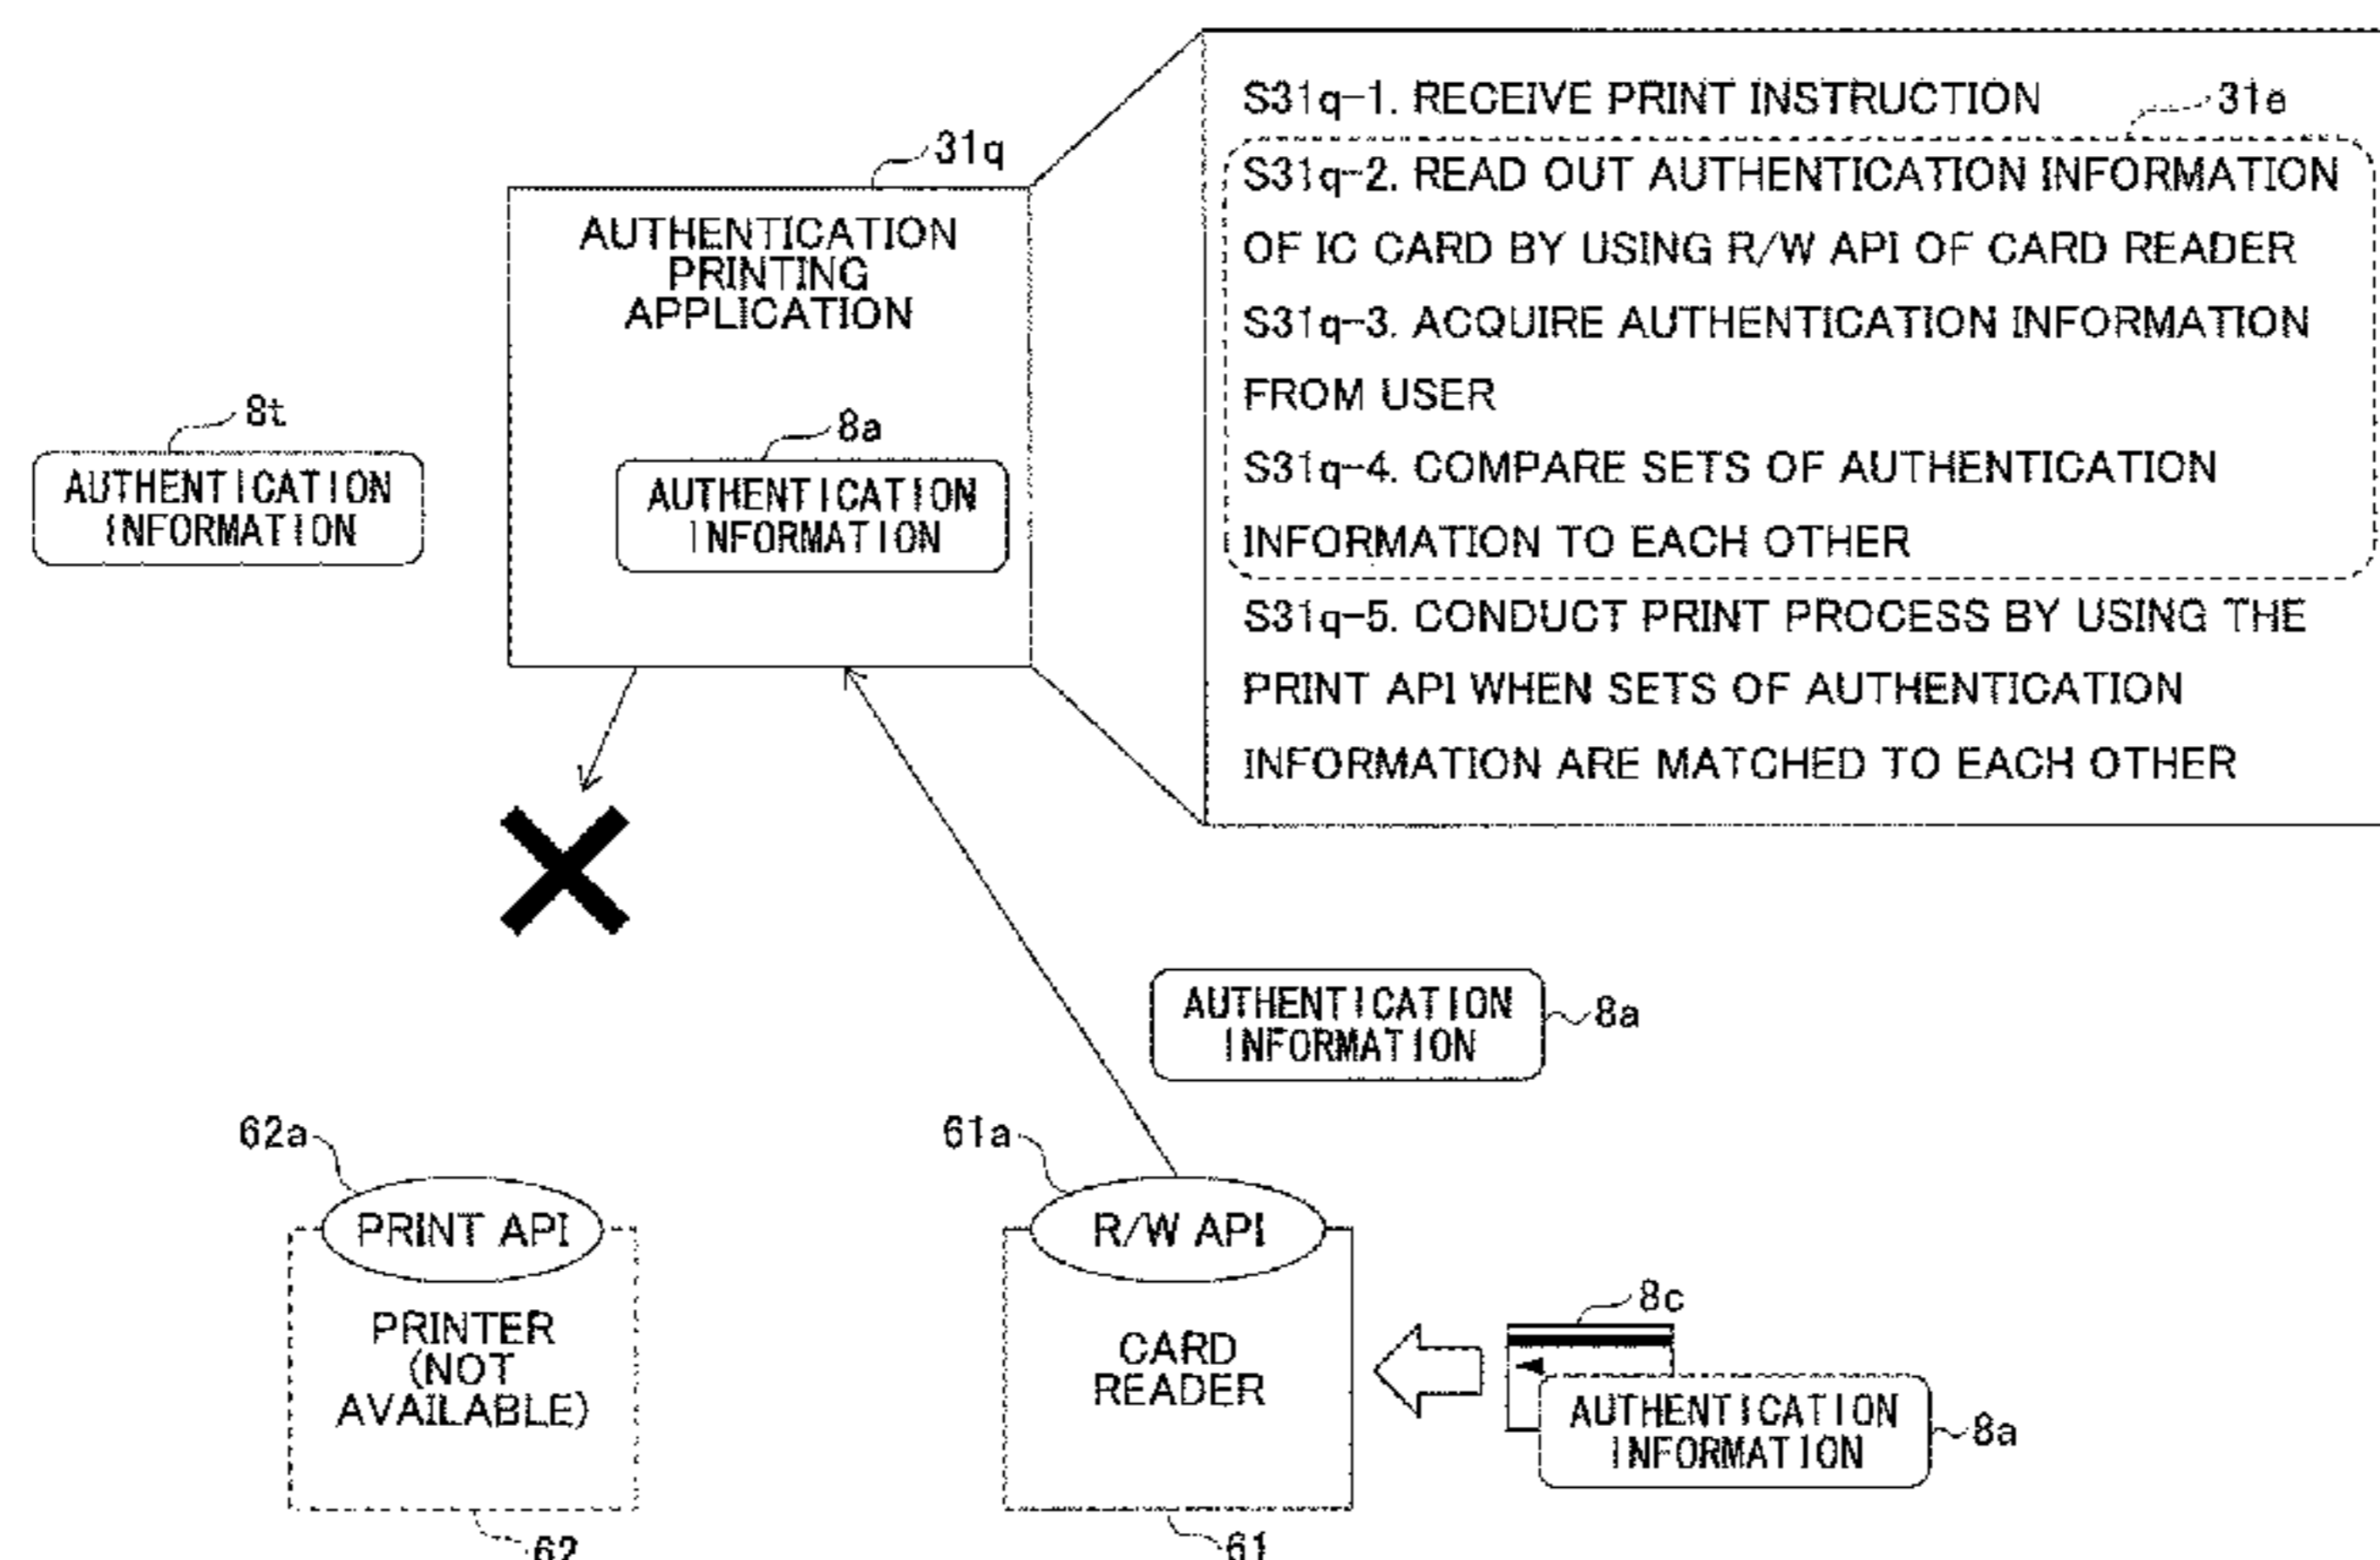 S31q-1. RECEIVE PRINT INSTRUCTION
31e
S31q-2. READ OUT AUTHENTICATION INFORMATION
OF IC CARD BY USING R/W API OF CARD READER
S31q-3. ACQUIRE AUTHENTICATION INFORMATION
FROM USER
S31q-4. COMPARE SETS OF AUTHENTICATION
INFORMATION TO EACH OTHER
S31q-5. CONDUCT PRINT PROCESS BY USING THE
PRINT API WHEN SETS OF AUTHENTICATION
INFORMATION ARE MATCHED TO EACH OTHER
31q
AUTHENTICATION
PRINTING
APPLICATION
8t
AUTHENTICATION
INFORMATION
8a
AUTHENTICATION
INFORMATION
AUTHENTICATION
INFORMATION
8a
62a
PRINT API
PRINTER
(NOT
AVAILABLE)
62
61a
R/W API
CARD
READER
61
8c
AUTHENTICATION
INFORMATION
8a